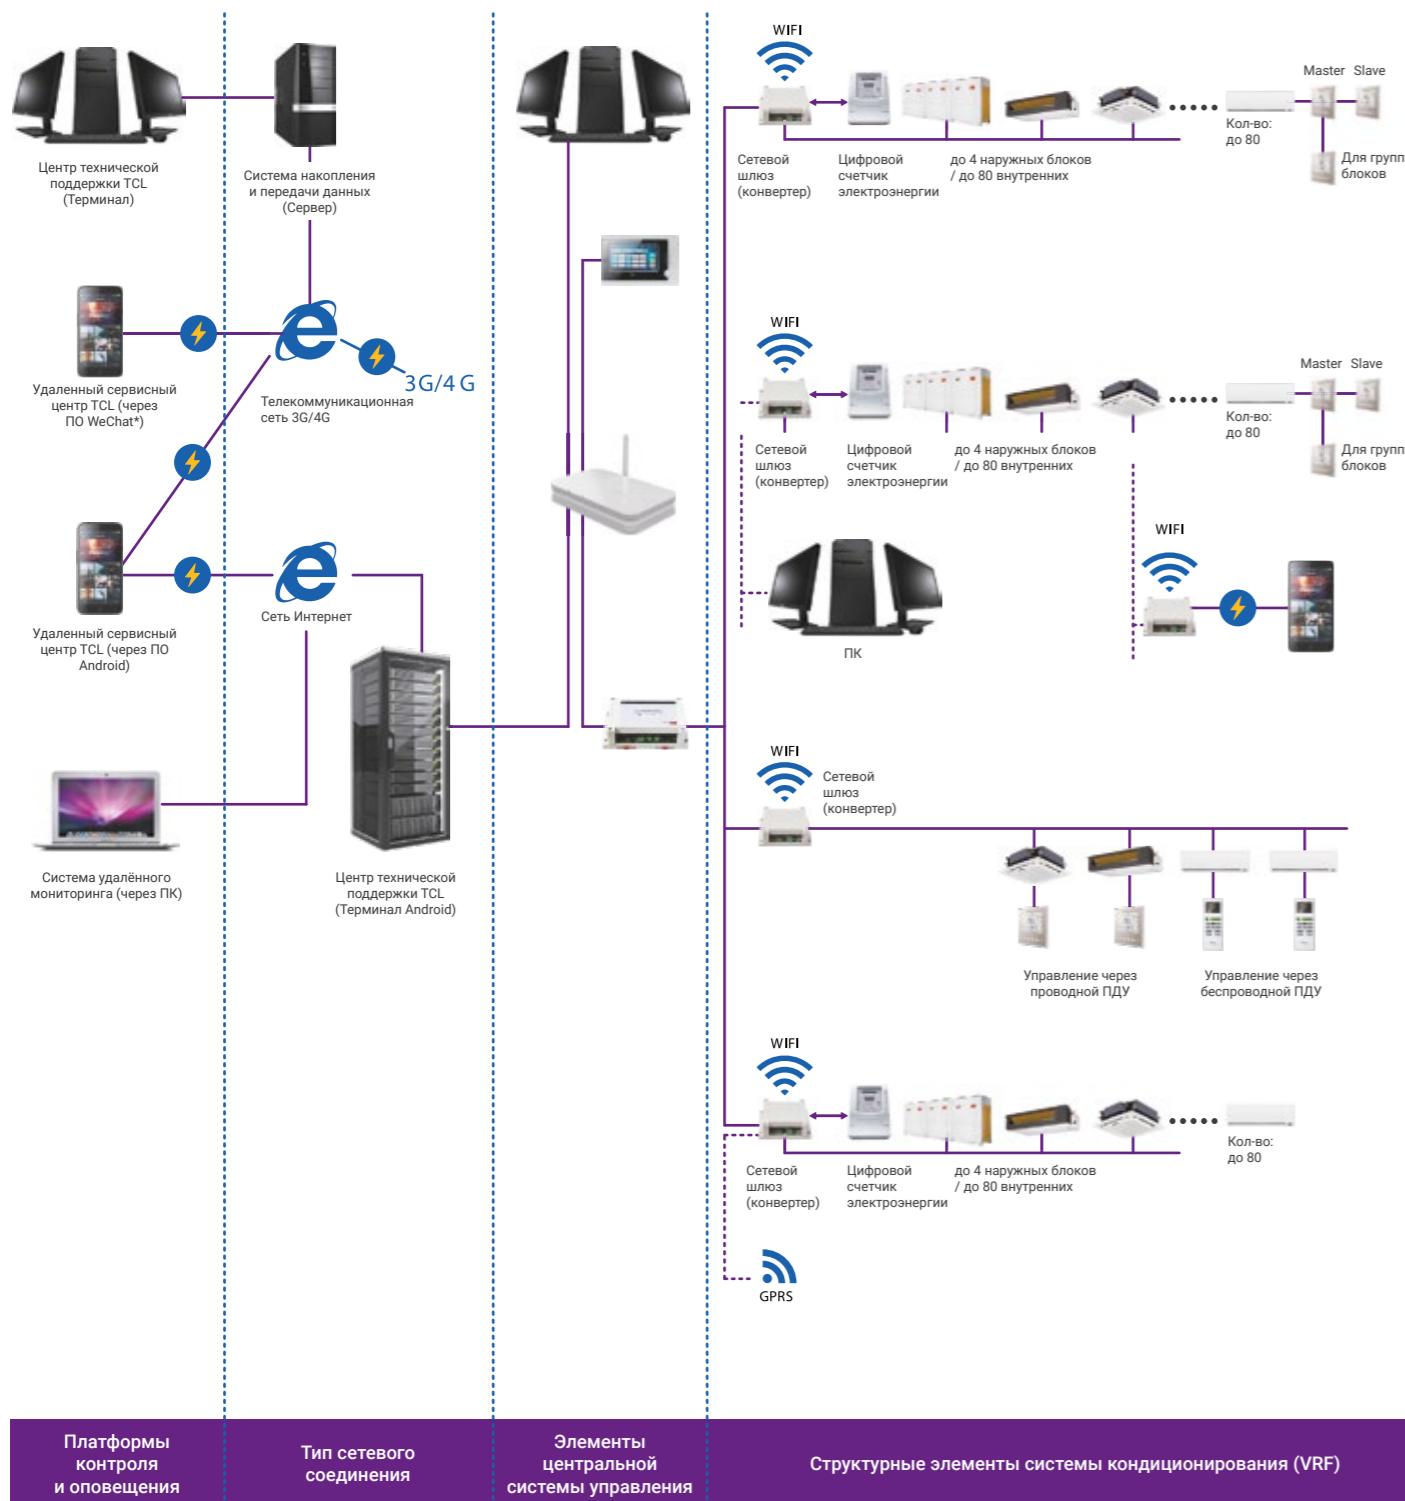 WIFI
Master Slave
Кол-во:
до 80
Для групп
блоков
Центр технической
поддержки TCL
(Терминал)
Система накопления
и передачи данных
(Сервер)
Сетевой
шлюз
(конвертер)
Цифровой
счетчик
электроэнергии
до 4 наружных блоков
/ до 80 внутренних
WIFI
Master Slave
3G/4 G
Удаленный сервисный
центр TCL (через
ПО WeChat*)
Телекоммуникационная
сеть 3G/4G
Кол-во:
до 80
Сетевой
шлюз
(конвертер)
Цифровой
счетчик
электроэнергии
до 4 наружных блоков
/ до 80 внутренних
Для групп
блоков
WIFI
ПК
Сеть Интернет
Удаленный сервисный
центр TCL (через ПО
Android)
WIFI
Сетевой
шлюз
(конвертер)
Система удалённого
мониторинга (через ПК)
Центр технической
поддержки TCL
(Терминал Android)
Управление через
проводной ПДУ
Управление через
беспроводной ПДУ
WIFI
Кол-во:
до 80
Сетевой
шлюз
(конвертер)
Цифровой
счетчик
электроэнергии
до 4 наружных блоков
/ до 80 внутренних
GPRS
Платформы
контроля
и оповещения
Тип сетевого
соединения
Элементы
центральной
системы управления
Структурные элементы системы кондиционирования (VRF)